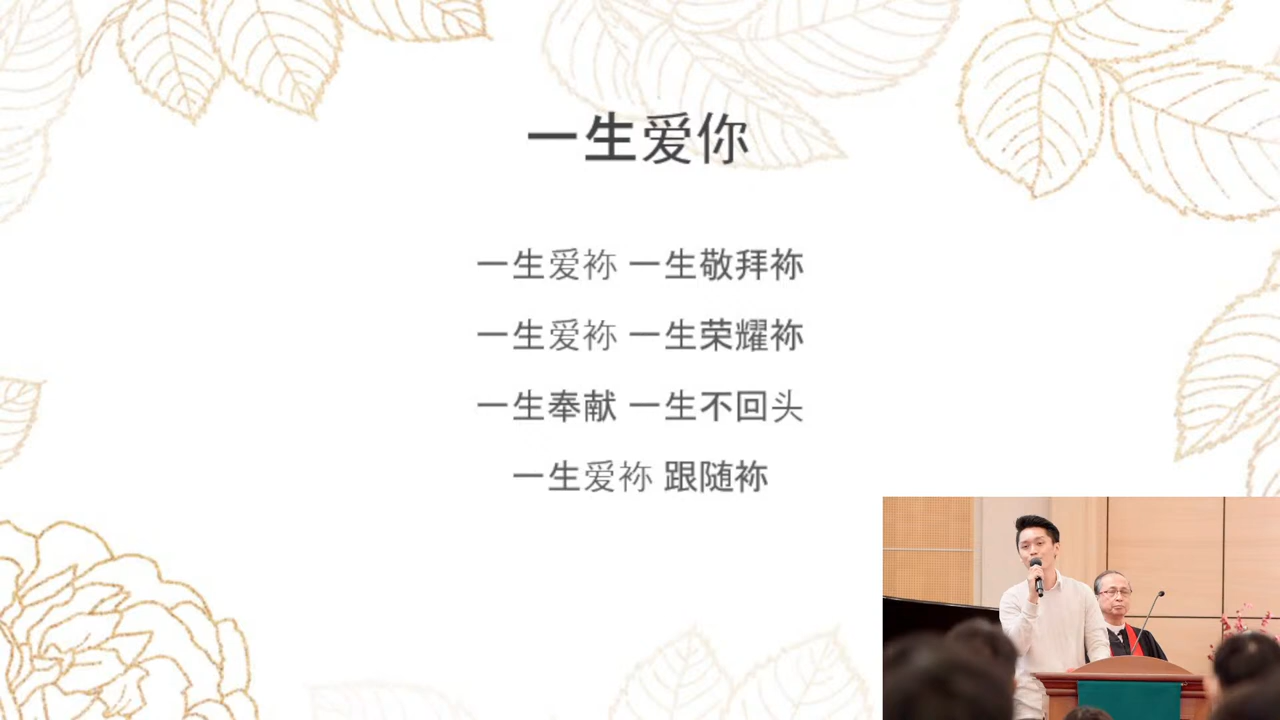 一生爱你
一生爱祢 一生敬拜祢
一生爱祢 一生荣耀祢
一生奉献 一生不回头
一生爱祢 跟随祢